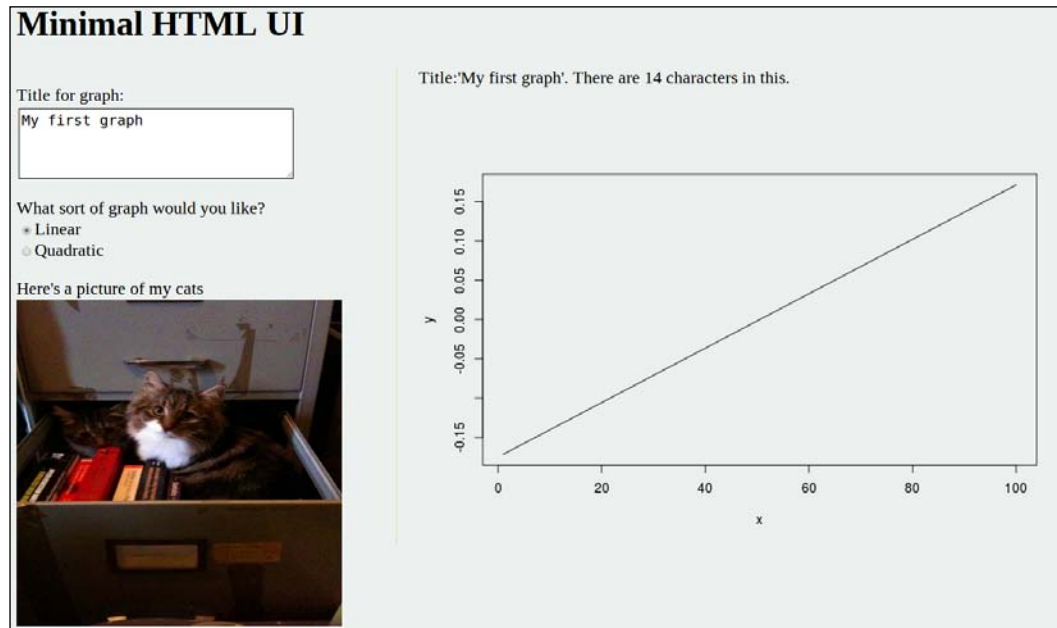 Minimal HTML UI
Title for graph:
My first graph
What sort of graph would you like?
Linear
Quadratic
Here's a picture of my cats
Title:'My first graph'. There are 14 characters in this.
0.15
0.10
0.05
0.00
-0.05
-0.15
y
0 20 40 60 80 100
x